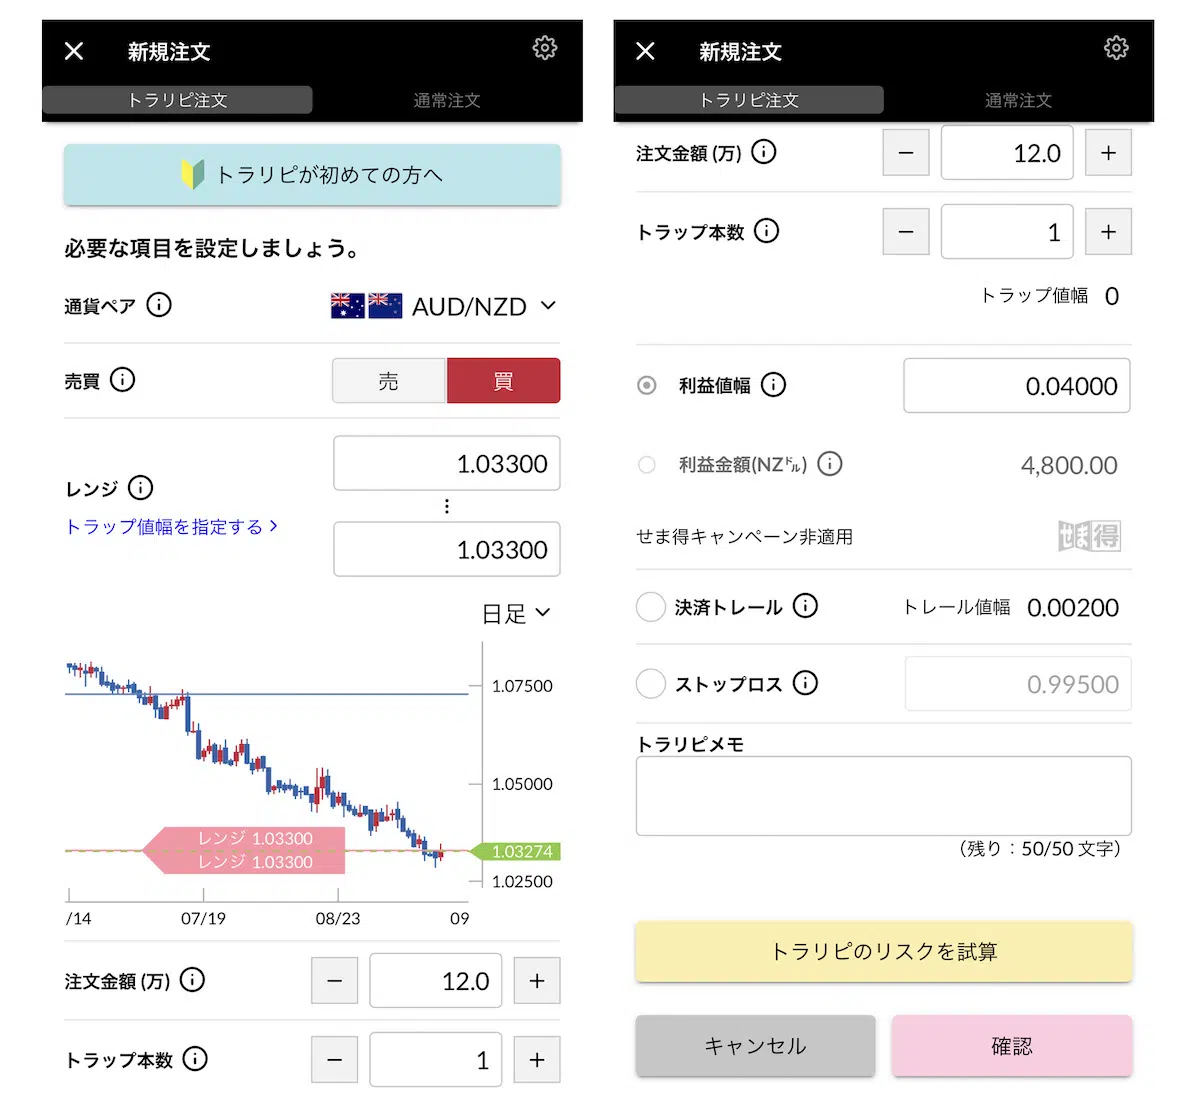 新規注文
トラリピ注文
通常注文
トラリピが初めての方へ
必要な項目を設定しましょう。
通貨ペア
AUD/NZD
売買
売
買
レンジ
1.03300
トラップ値幅を指定する
1.03300
日足
1.07500
1.05000
レンジ 1.03300
1.03274
レンジ 1.03300
1.02500
/14
07/19
08/23
09
注文金額 (万)
−
12.0
+
トラップ本数
−
1
+
新規注文
トラリピ注文
通常注文
注文金額 (万)
−
12.0
+
トラップ本数
−
1
+
トラップ値幅 0
利益値幅
0.04000
利益金額(NZ㌦)
4,800.00
せま得キャンペーン非適用
せま得
決済トレール
トレール値幅 0.00200
ストップロス
0.99500
トラリピメモ
(残り：50/50 文字)
トラリピのリスクを試算
キャンセル
確認